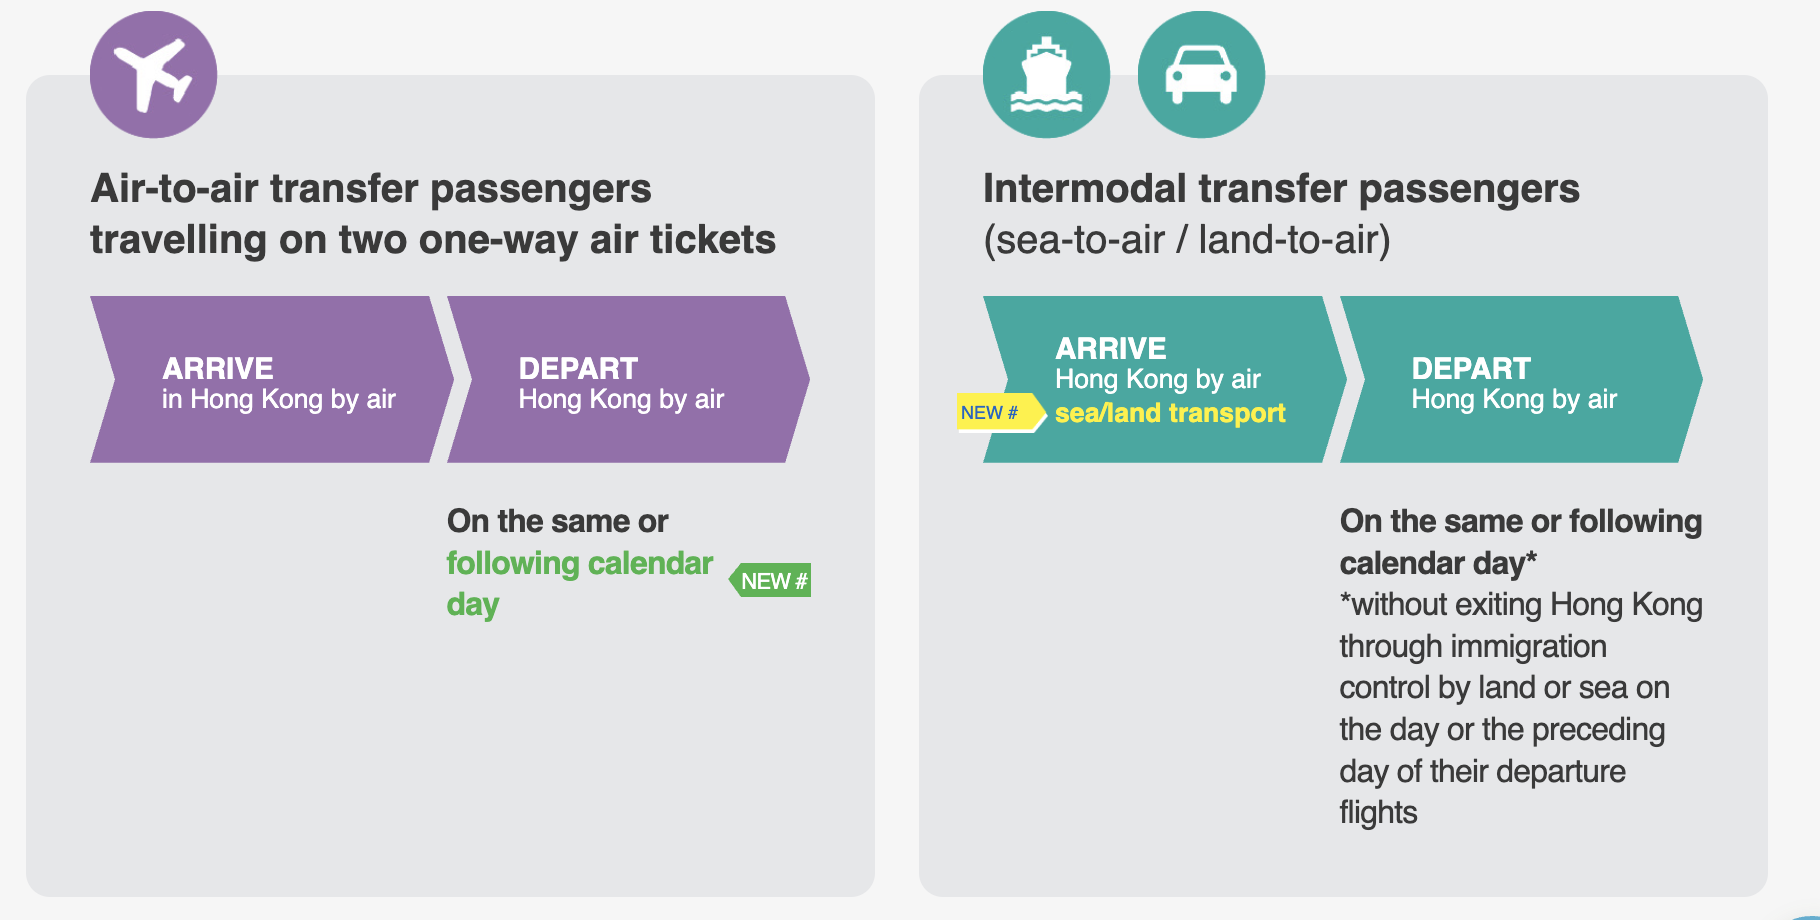 Air-to-air transfer passengers
travelling on two one-way air tickets
ARRIVE
in Hong Kong by air
DEPART
Hong Kong by air
On the same or
following calendar
day
NEW #
Intermodal transfer passengers
(sea-to-air / land-to-air)
ARRIVE
Hong Kong by air
NEW #
sea/land transport
DEPART
Hong Kong by air
On the same or following
calendar day*
*without exiting Hong Kong
through immigration
control by land or sea on
the day or the preceding
day of their departure
flights